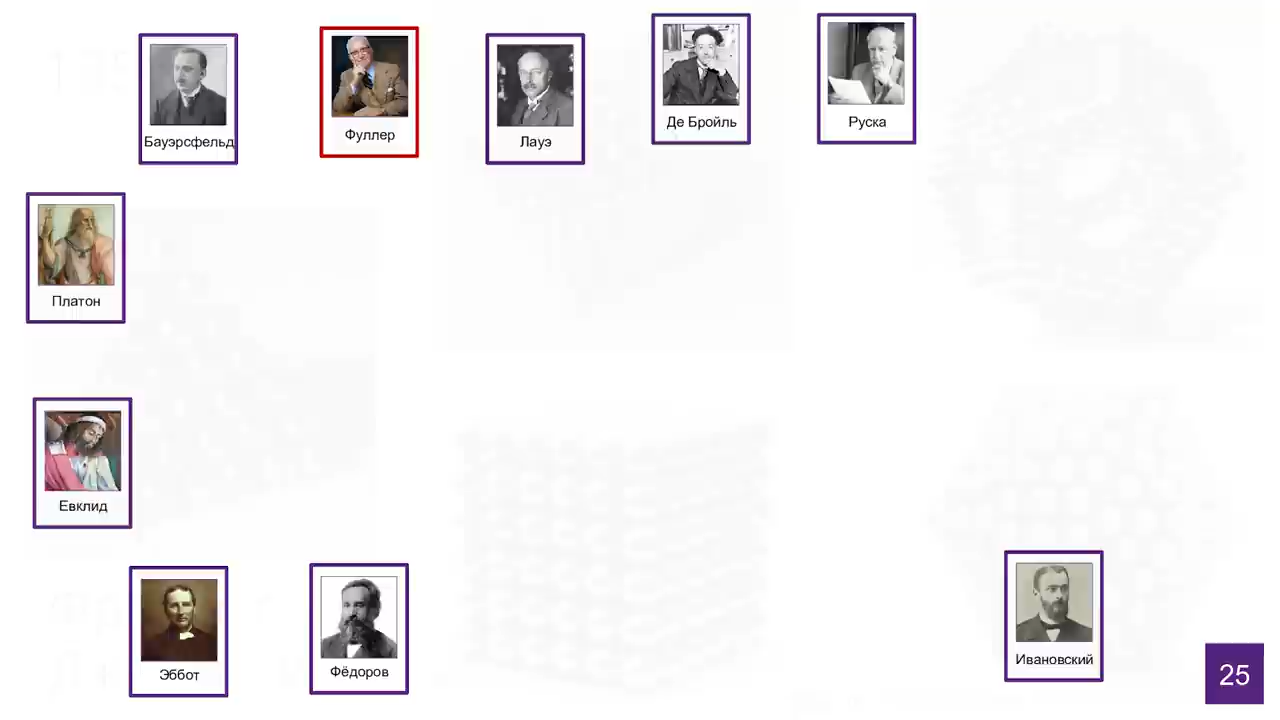 Бауэрсфельд
Фуллер
Лауэ
Де Бройль
Руска
Платон
Евклид
Эббот
Фёдоров
Ивановский
25